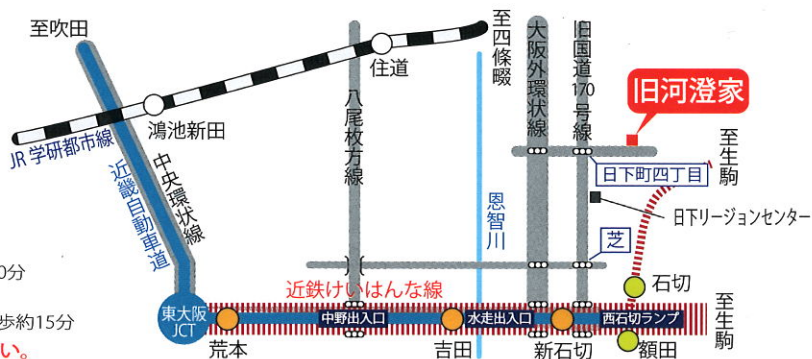 至吹田
住道
至四條畷
大阪外環状線
旧国道170号線
旧河澄家
鴻池新田
JR学研都市線
八尾枚方線
至生駒
日下町四丁目
中央環状線
近畿自動車道
恩智川
日下リージョンセンター
芝
0分
近鉄けいはんな線
石切
歩約15分
東大阪
JCT
中野出入口
水走出入口
西石切ランプ
至生駒
い。
荒本
吉田
新石切
額田